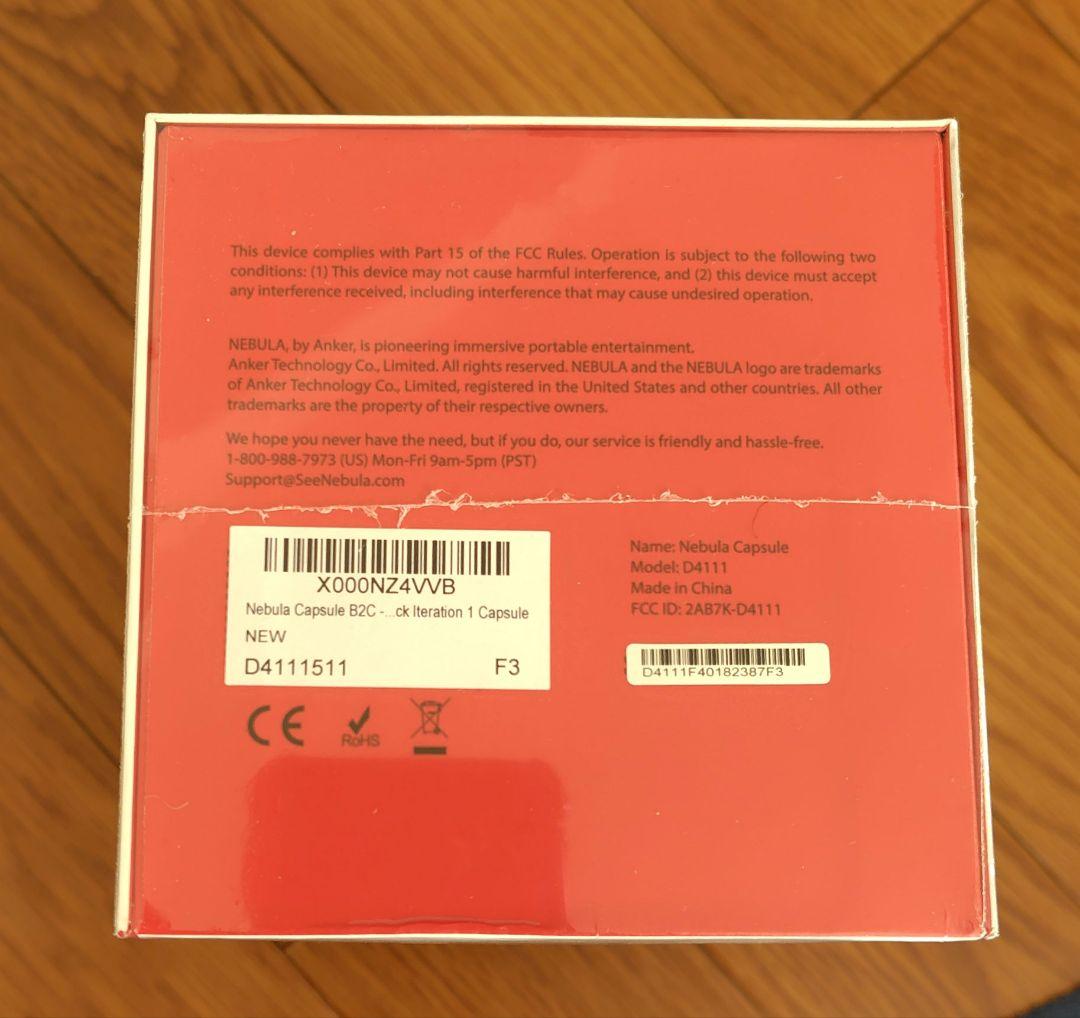 This device complies with Part 15 of the FCC Rules. Operation is subject to the following two
conditions: (1) This device may not cause harmful interference, and (2) this device must accept
any interference received, including interference that may cause undesired operation.
NEBULA, by Anker, is pioneering immersive portable entertainment.
Anker Technology Co., Limited. All rights reserved. NEBULA and the NEBULA logo are trademarks
of Anker Technology Co., Limited, registered in the United States and other countries. All other
trademarks are the property of their respective owners.
We hope you never have the need, but if you do, our service is friendly and hassle-free.
1-800-988-7973 (US) Mon-Fri 9am-5pm (PST)
Support@SeeNebula.com
X000NZ4VVB
Nebula Capsule B2C -...ck Iteration 1 Capsule
NEW
D4111511 F3
Name: Nebula Capsule
Model: D4111
Made in China
FCC ID: 2AB7K-D4111
D4111F40182387F3
CE
RoHS